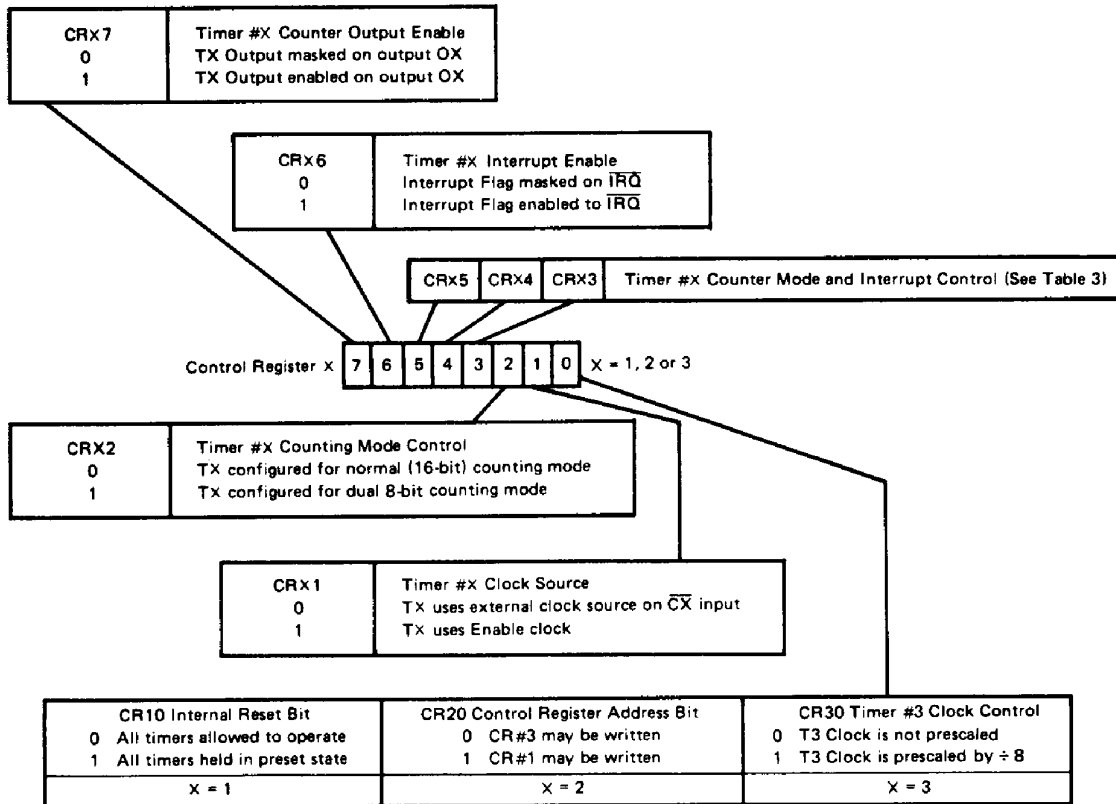 CRX7 Timer #X Counter Output Enable
0 TX Output masked on output OX
1 TX Output enabled on output OX
CRX6 Timer #X Interrupt Enable
0 Interrupt Flag masked on I̅R̅Q̅
1 Interrupt Flag enabled to I̅R̅Q̅
CRX5 CRX4 CRX3 Timer #X Counter Mode and Interrupt Control (See Table 3)
Control Register X 7 6 5 4 3 2 1 0 X = 1, 2 or 3
CRX2 Timer #X Counting Mode Control
0 TX configured for normal (16-bit) counting mode
1 TX configured for dual 8-bit counting mode
CRX1 Timer #X Clock Source
0 TX uses external clock source on C̅X̅ input
1 TX uses Enable clock
CR10 Internal Reset Bit CR20 Control Register Address Bit CR30 Timer #3 Clock Control
0 All timers allowed to operate 0 CR#3 may be written 0 T3 Clock is not prescaled
1 All timers held in preset state 1 CR#1 may be written 1 T3 Clock is prescaled by ÷ 8
X = 1 X = 2 X = 3